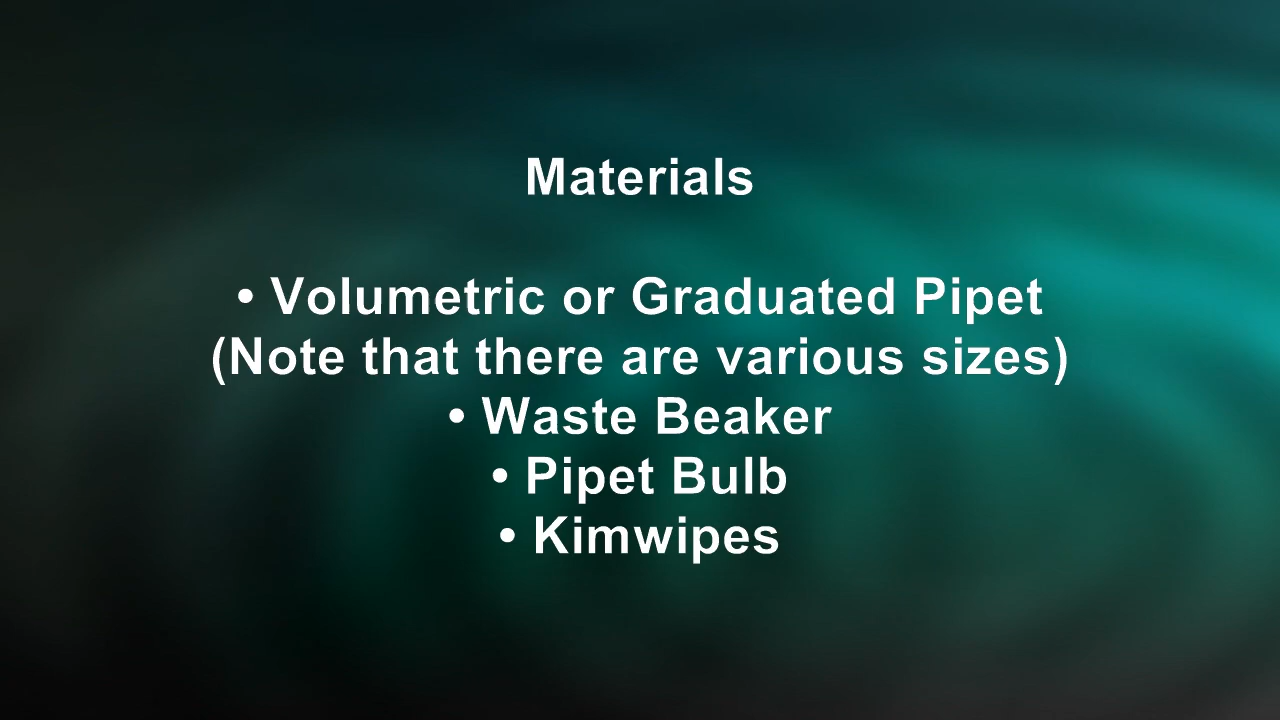 Materials
• Volumetric or Graduated Pipet
(Note that there are various sizes)
• Waste Beaker
• Pipet Bulb
• Kimwipes